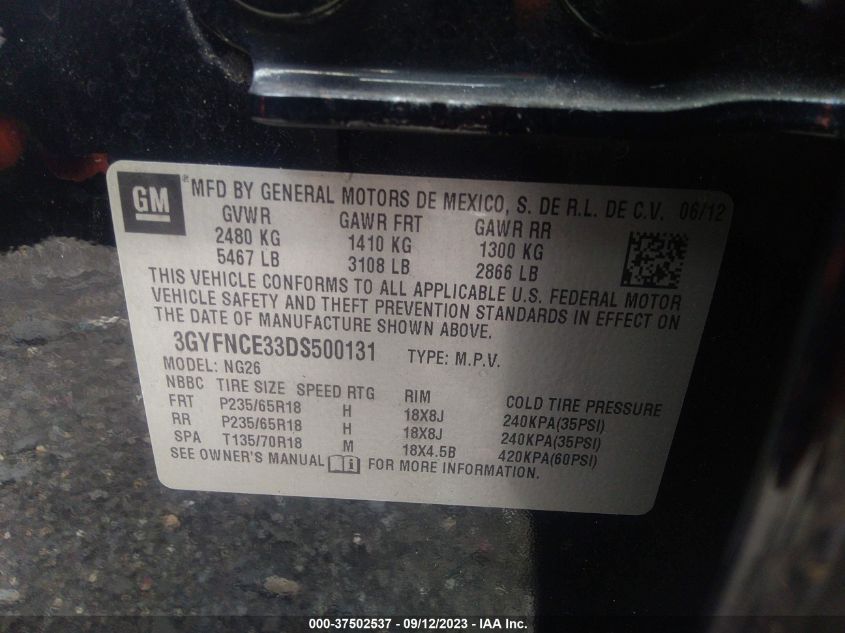 GM ® MFD BY GENERAL MOTORS DE MEXICO, S. DE R.L. DE C.V. 06/12
GVWR GAWR FRT GAWR RR
2480 KG 1410 KG 1300 KG
5467 LB 3108 LB 2866 LB
THIS VEHICLE CONFORMS TO ALL APPLICABLE U.S. FEDERAL MOTOR
VEHICLE SAFETY AND THEFT PREVENTION STANDARDS IN EFFECT ON
THE DATE OF MANUFACTURE SHOWN ABOVE.
3GYFNCE33DS500131 TYPE: M.P.V.
MODEL: NG26
NBBC TIRE SIZE SPEED RTG RIM COLD TIRE PRESSURE
FRT P235/65R18 H 18X8J 240KPA(35PSI)
RR P235/65R18 H 18X8J 240KPA(35PSI)
SPA T135/70R18 M 18X4.5B 420KPA(60PSI)
SEE OWNER'S MANUAL i FOR MORE INFORMATION.
000-37502537 - 09/12/2023 - IAA Inc.